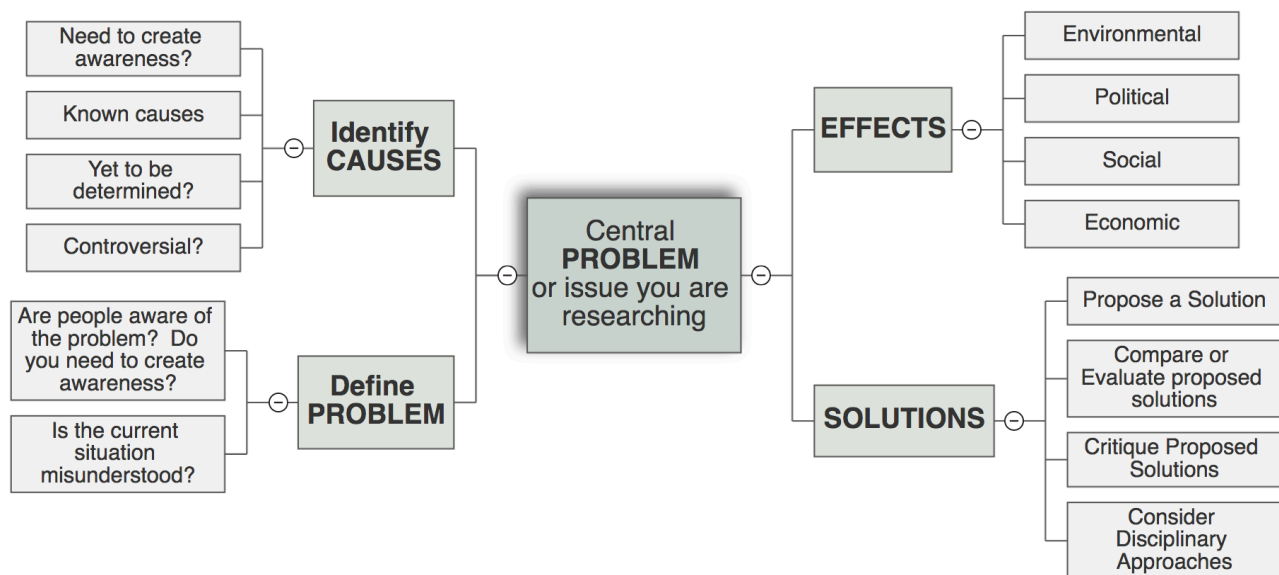 Need to create
awareness?
Known causes
Yet to be
determined?
Controversial?
Identify
CAUSES
Are people aware of
the problem?  Do
you need to create
awareness?
Is the current
situation
misunderstood?
Define
PROBLEM
Central
PROBLEM
or issue you are
researching
EFFECTS
Environmental
Political
Social
Economic
SOLUTIONS
Propose a Solution
Compare or
Evaluate proposed
solutions
Critique Proposed
Solutions
Consider
Disciplinary
Approaches